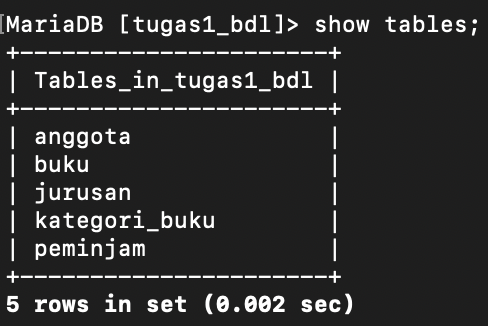 [MariaDB [tugas1_bdl]> show tables;
+----------------------+
| Tables_in_tugas1_bdl |
+----------------------+
| anggota              |
| buku                 |
| jurusan              |
| kategori_buku        |
| peminjam             |
+----------------------+
5 rows in set (0.002 sec)